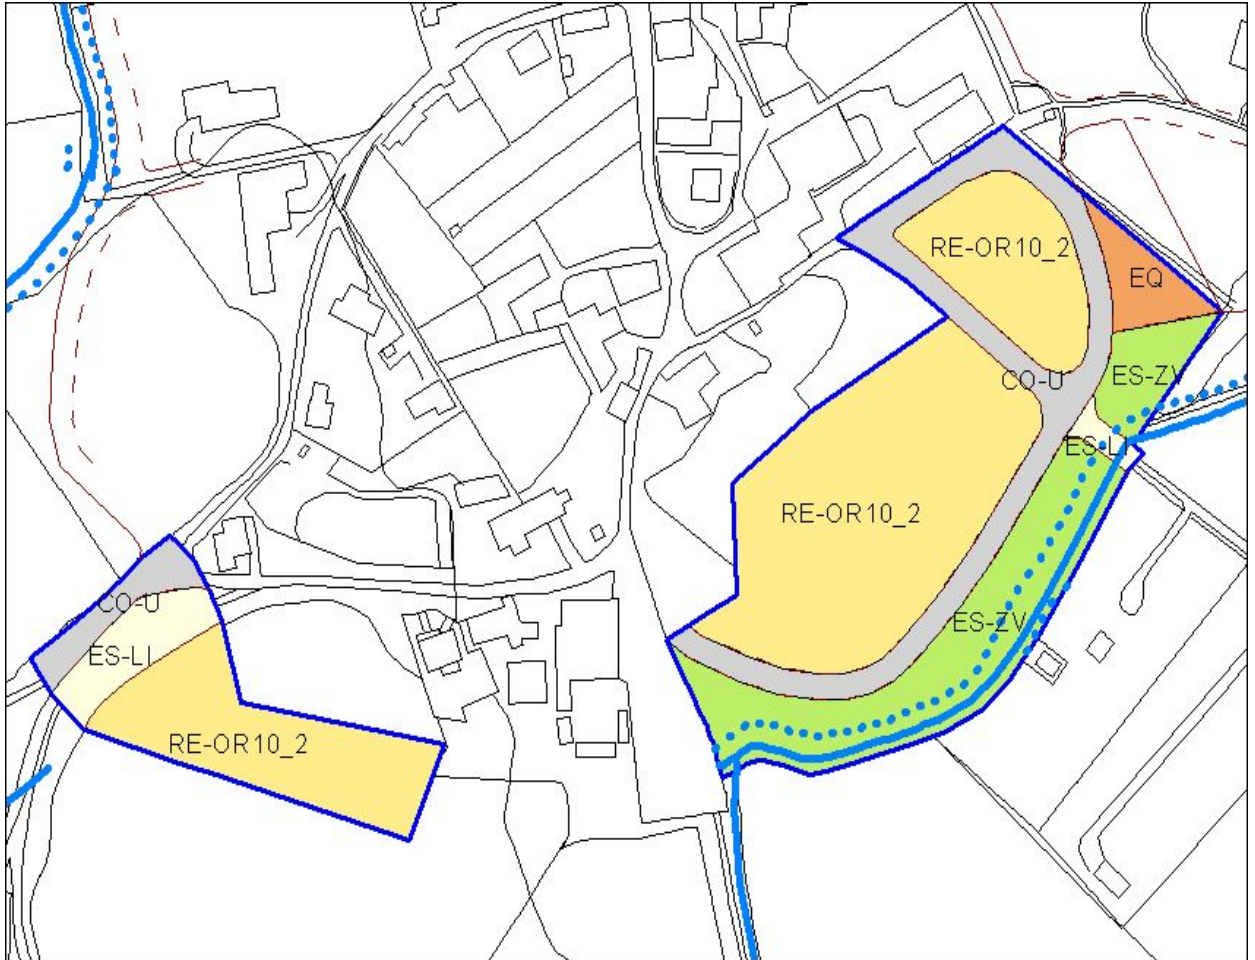 RE-OR10_2
EQ
CO-U
ES-ZV
ES-LI
RE-OR10_2
CO-U
ES-ZV
ES-LI
RE-OR10_2